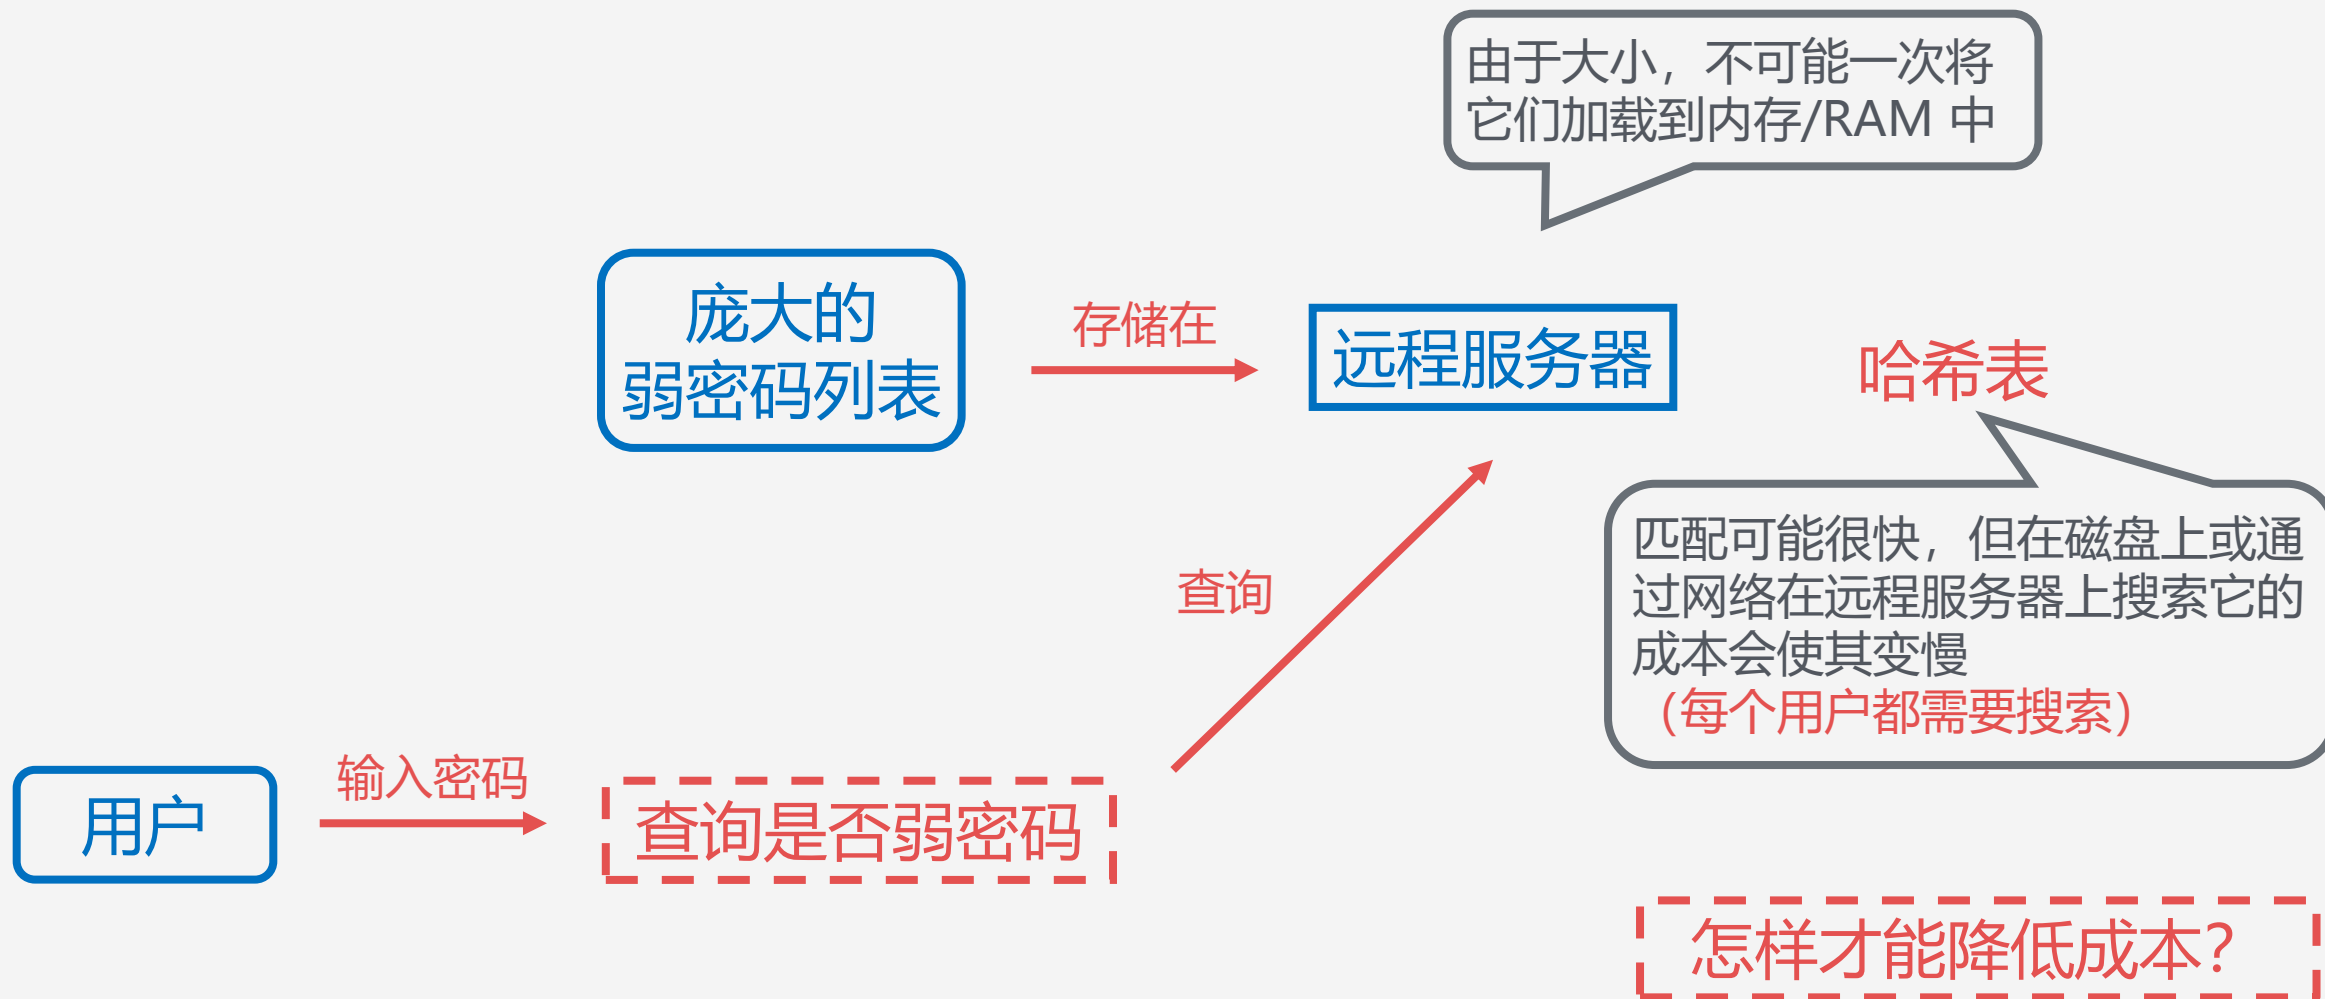 由于大小，不可能一次将
它们加载到内存/RAM 中
庞大的
弱密码列表
存储在
远程服务器
哈希表
匹配可能很快，但在磁盘上或通
过网络在远程服务器上搜索它的
成本会使其变慢
（每个用户都需要搜索）
查询
用户
输入密码
查询是否弱密码
怎样才能降低成本？